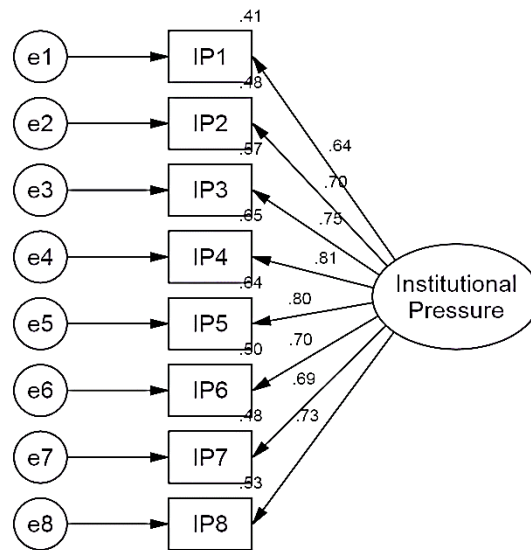 .41
e1
IP1
.48
.64
e2
IP2
.57
.70
e3
IP3
.75
.65
e4
IP4
.81
.64
Institutional
Pressure
e5
IP5
.80
.50
e6
IP6
.70
.48
.69
e7
IP7
.73
.53
e8
IP8